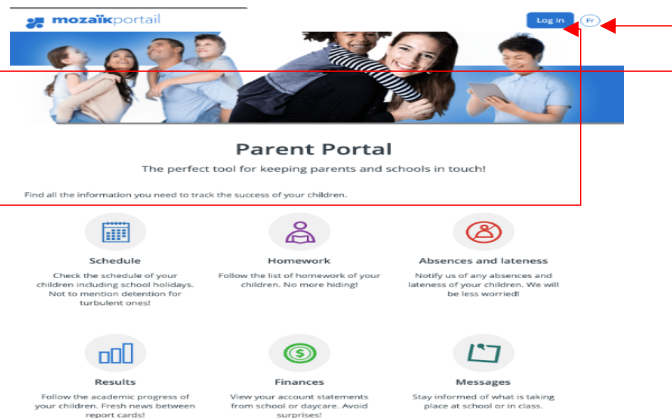 mozaïkportail
Log in
Fr
Parent Portal
The perfect tool for keeping parents and schools in touch!
Find all the information you need to track the success of your children.
Schedule
Check the schedule of your
children including school holidays.
Not to mention detention for
turbulent ones!
Homework
Follow the list of homework of your
children. No more hiding!
Absences and lateness
Notify us of any absences and
lateness of your children. We will
be less worried!
Results
Follow the academic progress of
your children. Fresh news between
report cards!
Finances
View your account statements
from school or daycare. Avoid
surprises!
Messages
Stay informed of what is taking
place at school or in class.